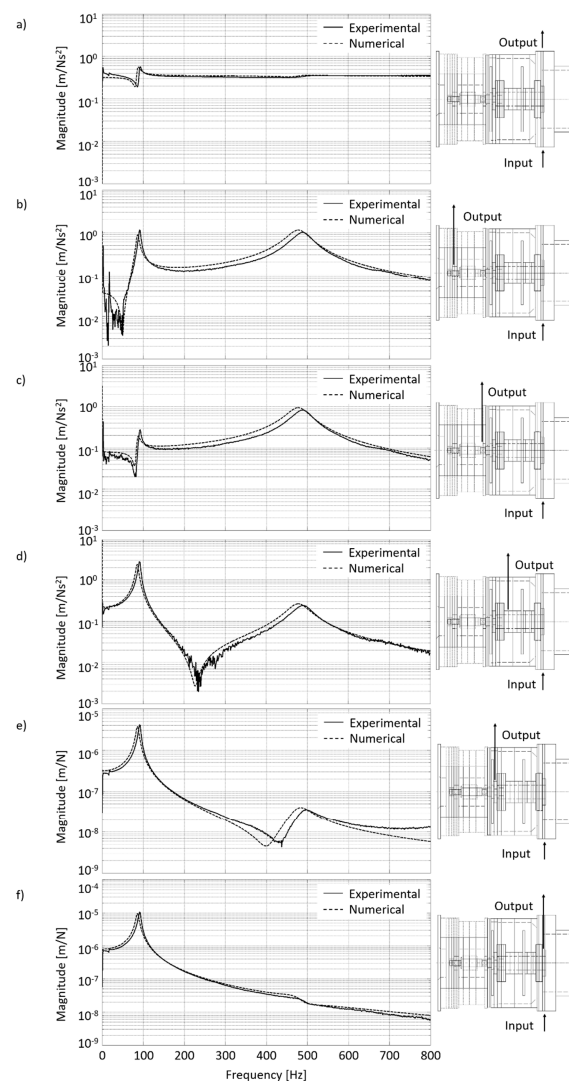 a)
Magnitude [m/Ns²]
10¹
10⁰
10⁻¹
10⁻²
10⁻³
Experimental
Numerical
Output
Input
b)
Magnitude [m/Ns²]
10¹
10⁰
10⁻¹
10⁻²
10⁻³
Experimental
Numerical
Output
Input
c)
Magnitude [m/Ns²]
10¹
10⁰
10⁻¹
10⁻²
10⁻³
Experimental
Numerical
Output
Input
d)
Magnitude [m/Ns²]
10¹
10⁰
10⁻¹
10⁻²
10⁻³
Experimental
Numerical
Output
Input
e)
Magnitude [m/N]
10⁻⁵
10⁻⁶
10⁻⁷
10⁻⁸
10⁻⁹
Experimental
Numerical
Output
Input
f)
Magnitude [m/N]
10⁻⁴
10⁻⁵
10⁻⁶
10⁻⁷
10⁻⁸
10⁻⁹
Experimental
Numerical
Output
Input
0 100 200 300 400 500 600 700 800
Frequency [Hz]